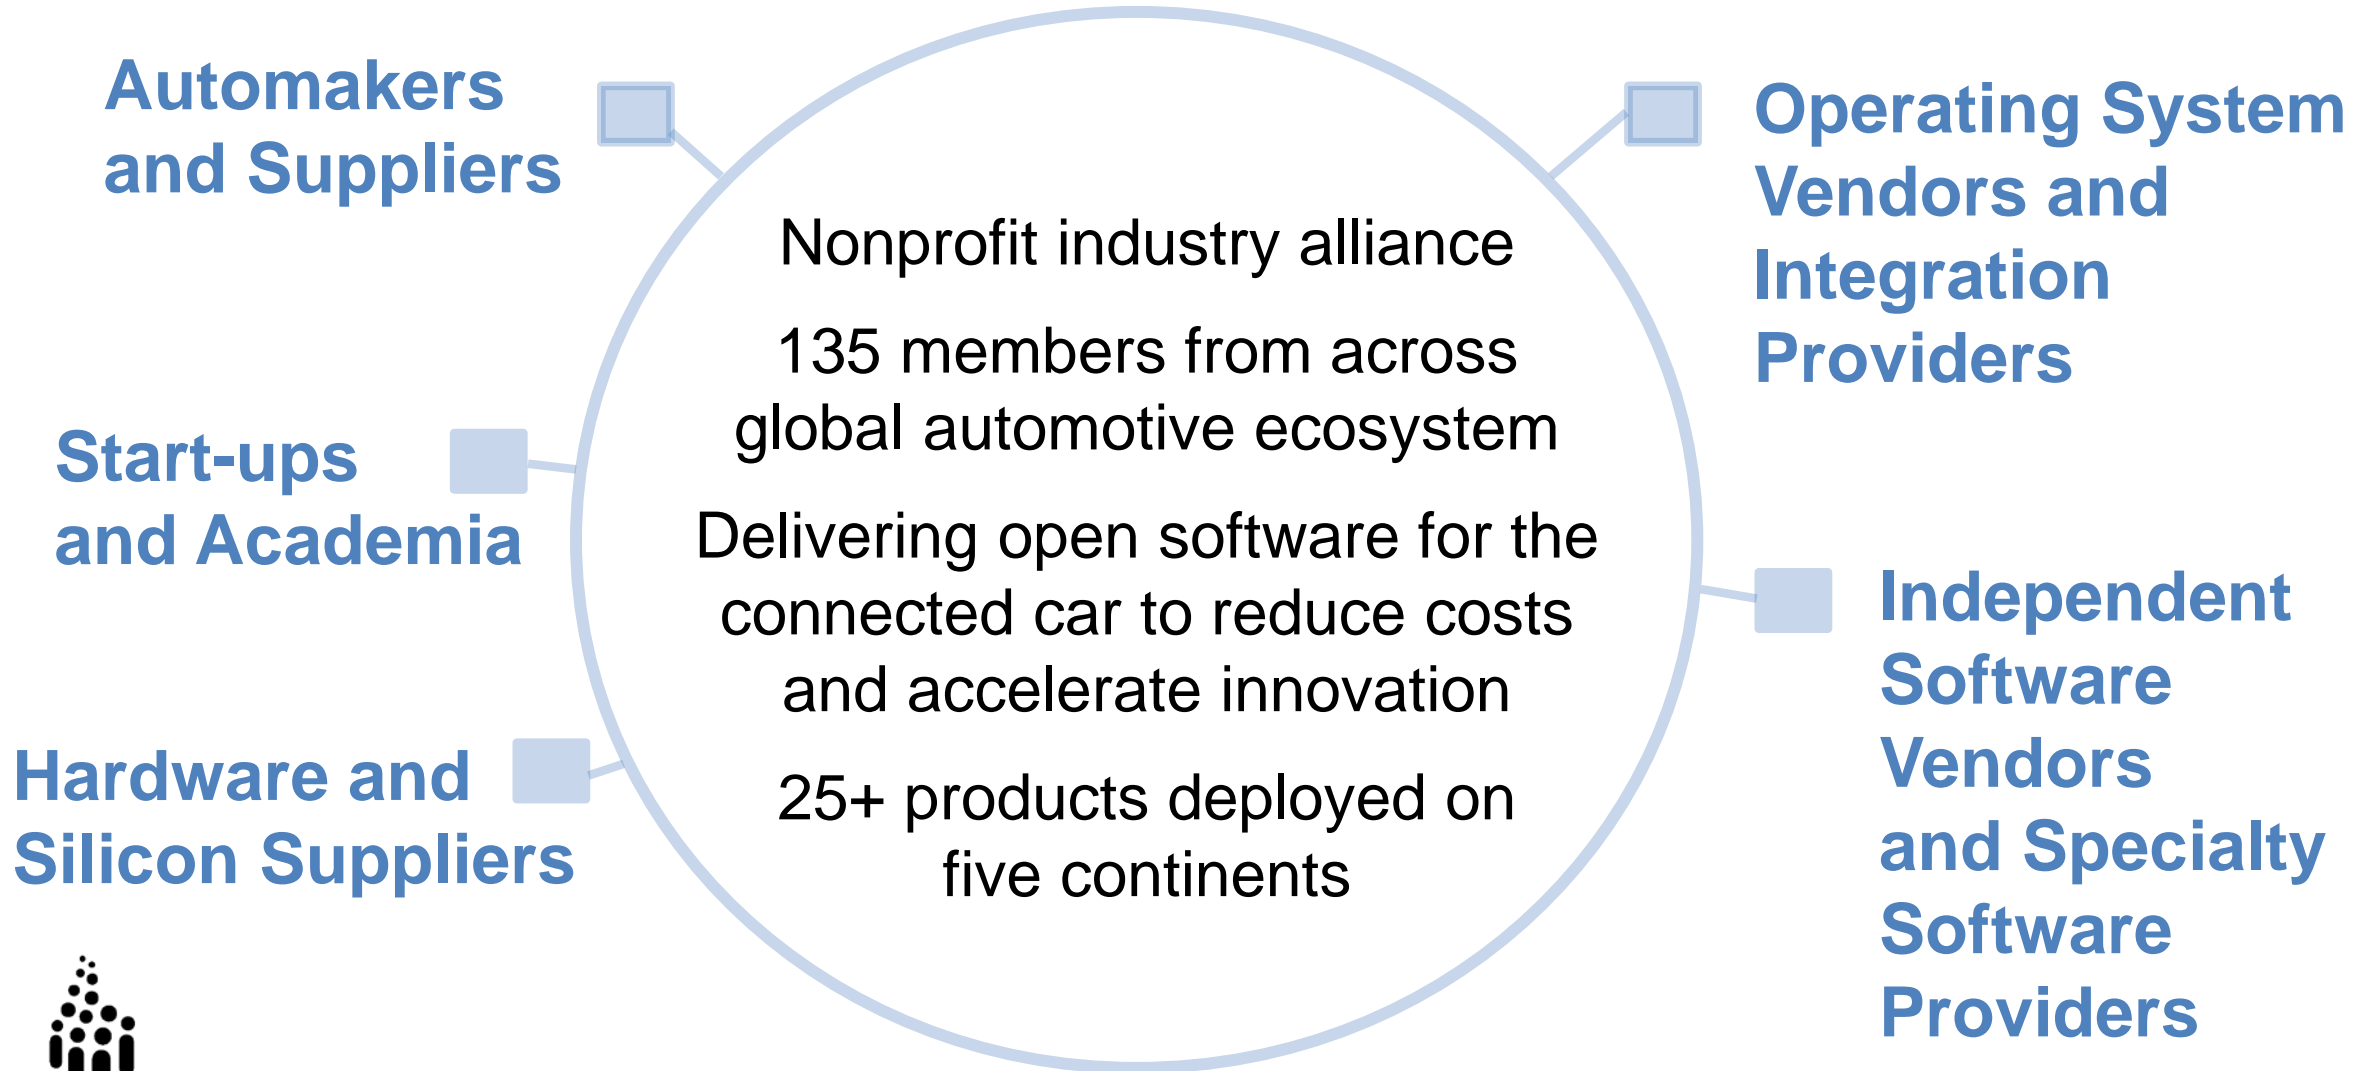 Automakers
and Suppliers
Start-ups
and Academia
Hardware and
Silicon Suppliers
Nonprofit industry alliance
135 members from across
global automotive ecosystem
Delivering open software for the
connected car to reduce costs
and accelerate innovation
25+ products deployed on
five continents
Operating System
Vendors and
Integration
Providers
Independent
Software
Vendors
and Specialty
Software
Providers